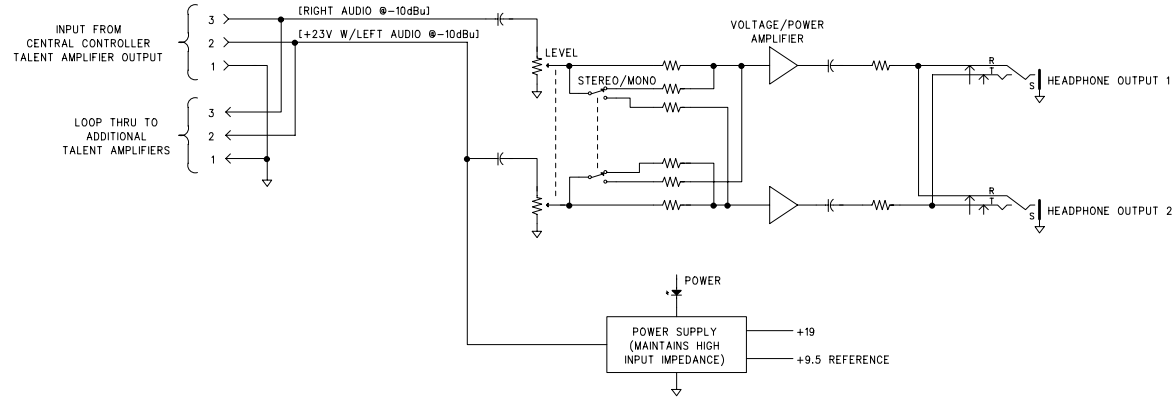 INPUT FROM
CENTRAL CONTROLLER
TALENT AMPLIFIER OUTPUT
3
2
1
[RIGHT AUDIO @-10dBu]
[+23V W/LEFT AUDIO @-10dBu]
LOOP THRU TO
ADDITIONAL
TALENT AMPLIFIERS
3
2
1
LEVEL
STEREO/MONO
VOLTAGE/POWER
AMPLIFIER
R
T
S
HEADPHONE OUTPUT 1
R
T
S
HEADPHONE OUTPUT 2
POWER
POWER SUPPLY
(MAINTAINS HIGH
INPUT IMPEDANCE)
+19
+9.5 REFERENCE